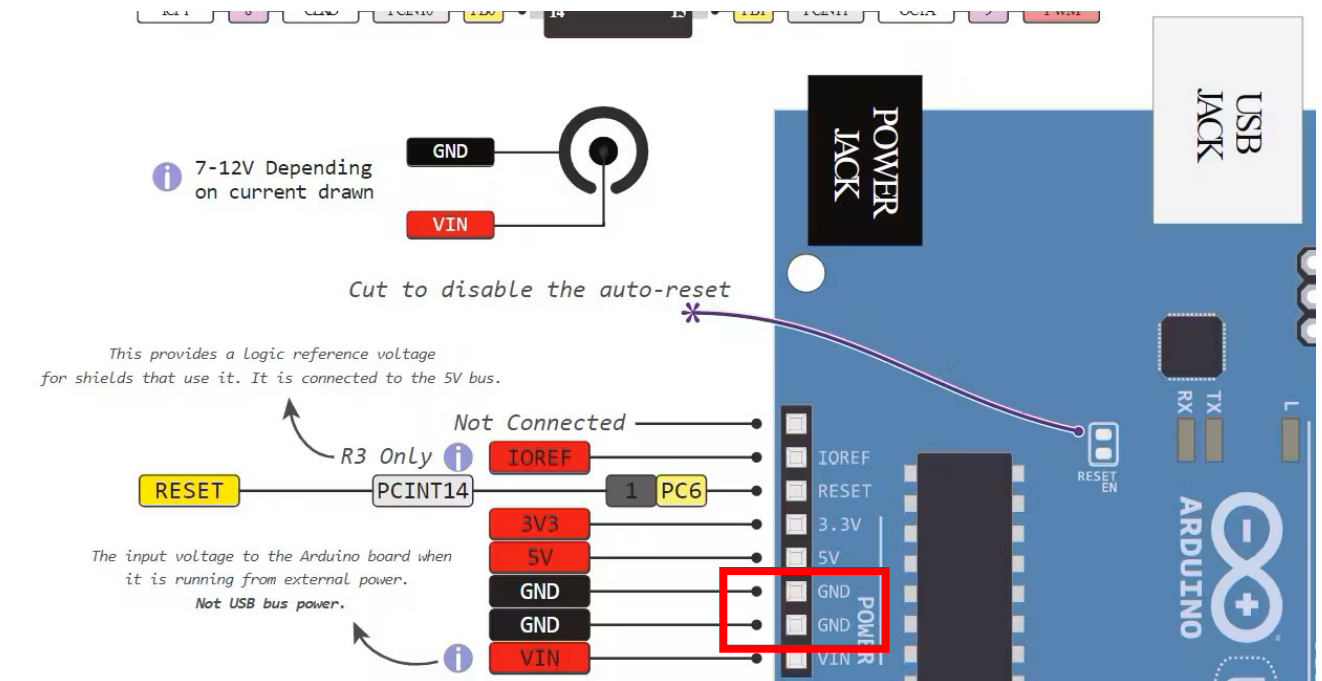 14
15
GND
7-12V Depending
on current drawn
VIN
POWER
JACK
USB
JACK
Cut to disable the auto-reset
This provides a logic reference voltage
for shields that use it. It is connected to the 5V bus.
Not Connected
R3 Only
IOREF
IOREF
RESET
PCINT14
1
PC6
RESET
3V3
3.3V
5V
5V
The input voltage to the Arduino board when
it is running from external power.
Not USB bus power.
GND
GND
GND
GND
VIN
VIN
POWER
RX
TX
L
RESET
EN
ARDUINO